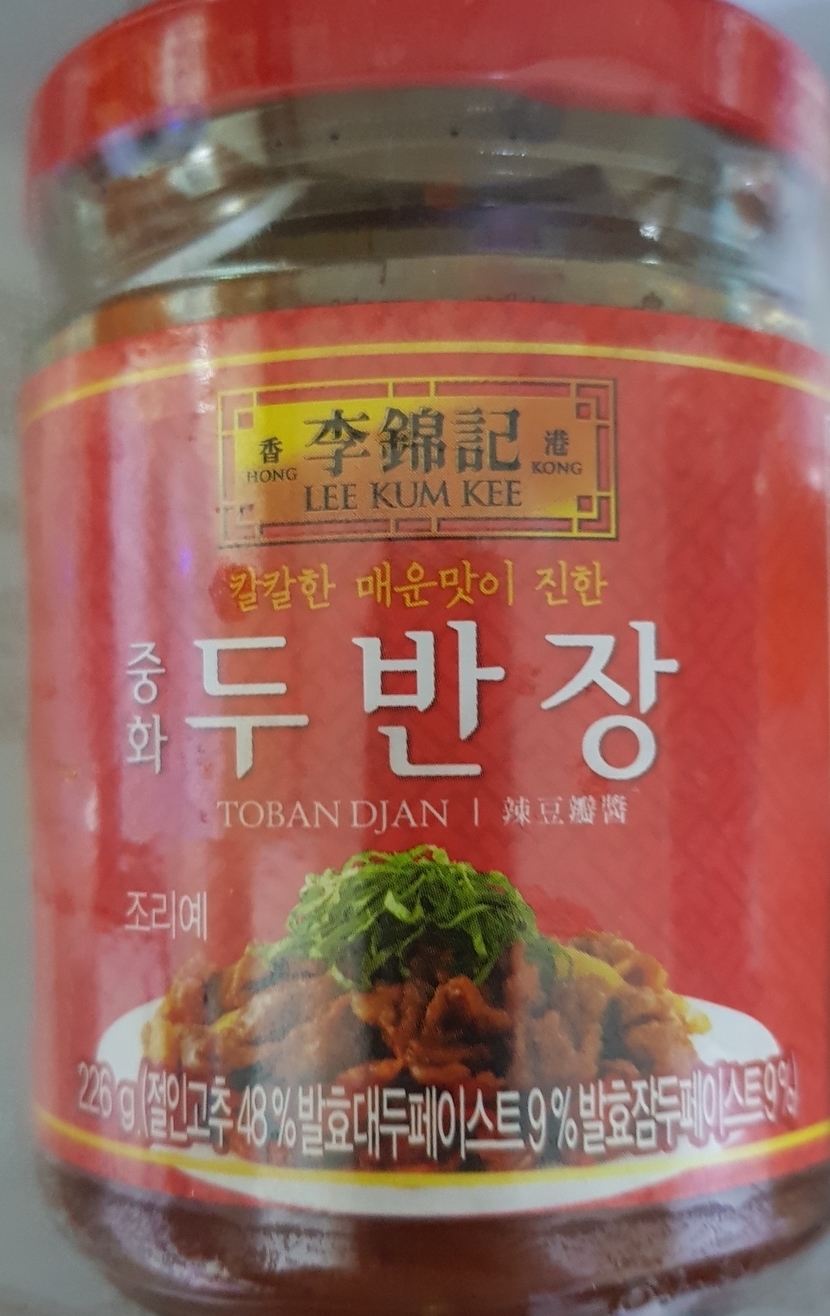 香 李錦記 港
HONG LEE KUM KEE KONG
칼칼한 매운맛이 진한
중화 두반장
TOBAN DJAN | 辣豆瓣醬
조리예
226 g.(절인고추 48%발효대두페이스트9%발효잠두페이스트9%)